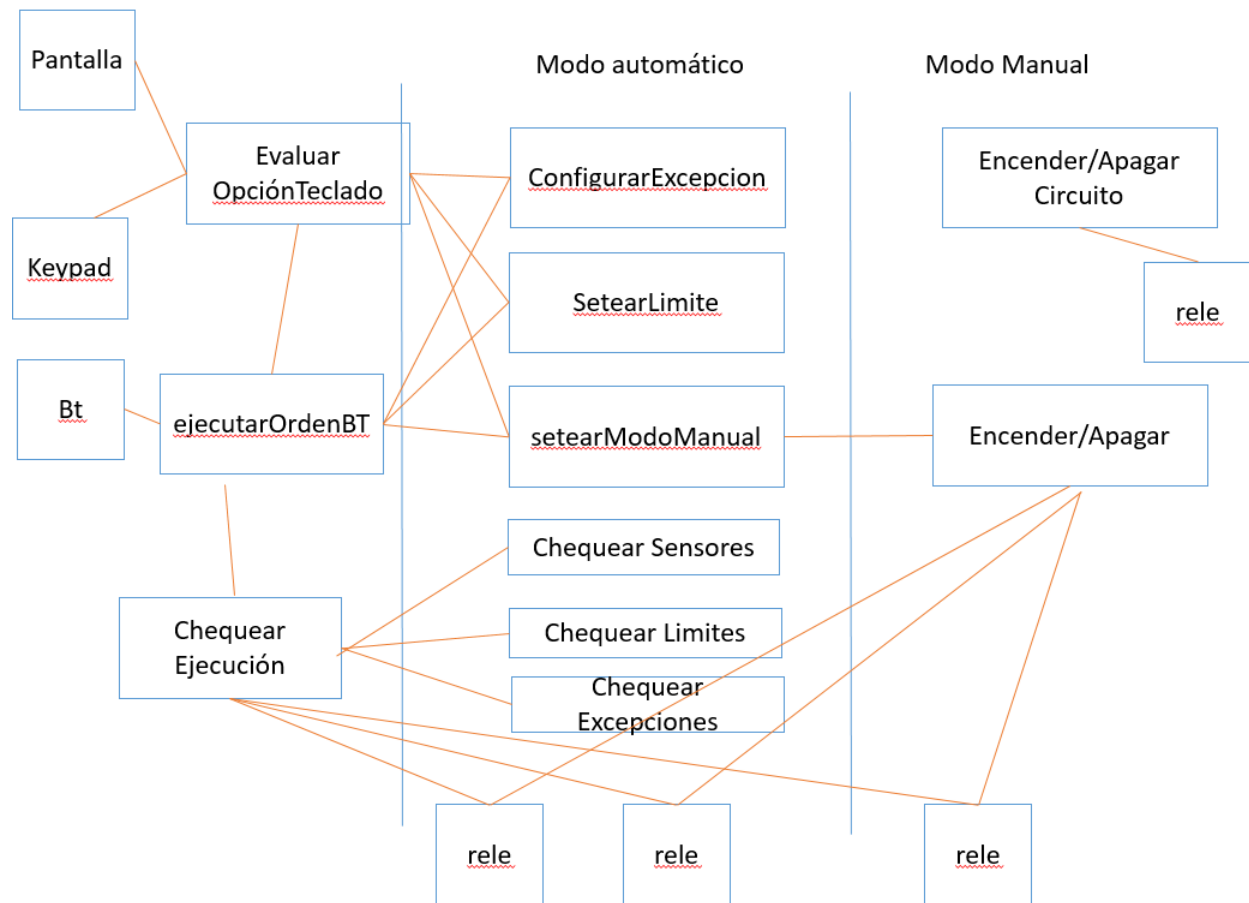 Pantalla
Modo automático
Modo Manual
Evaluar
OpciónTeclado
ConfigurarExcepcion
Encender/Apagar
Circuito
Keypad
SetearLimite
rele
Bt
ejecutarOrdenBT
setearModoManual
Encender/Apagar
Chequear Sensores
Chequear
Ejecución
Chequear Limites
Chequear
Excepciones
rele
rele
rele